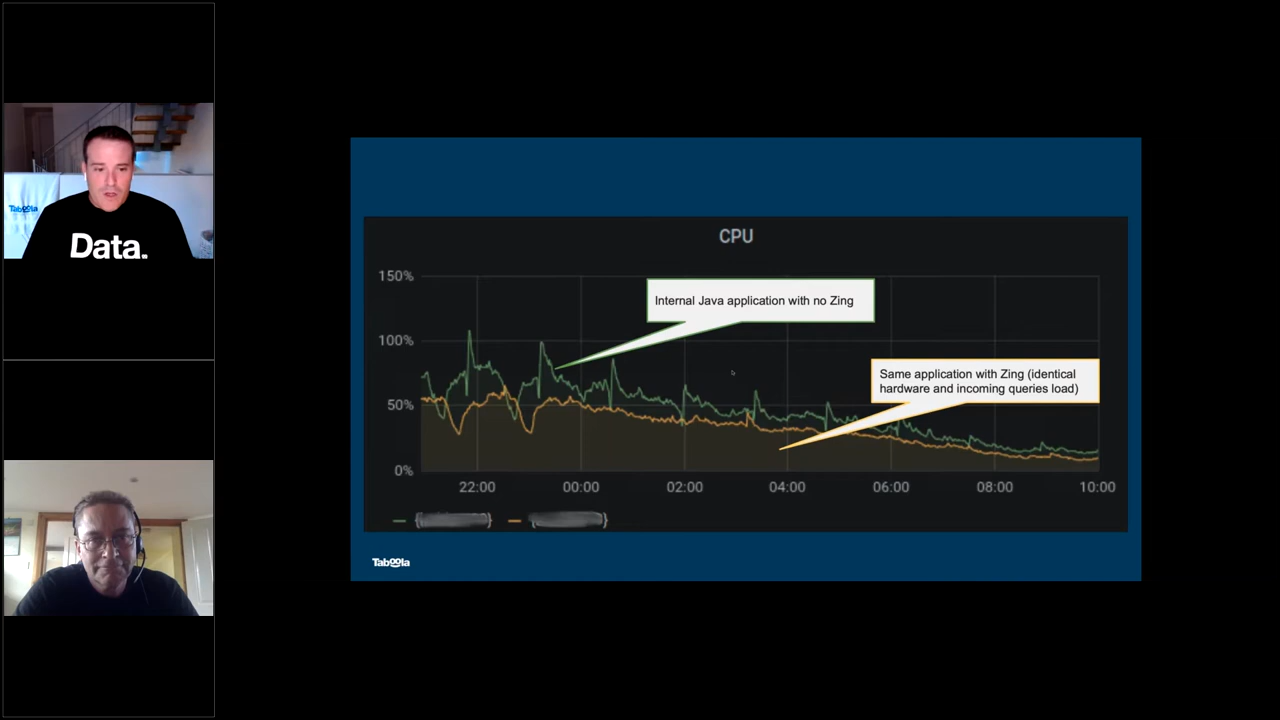 Taboola
Data.
CPU
150%
100%
50%
0%
Internal Java application with no Zing
Same application with Zing (identical
hardware and incoming queries load)
22:00
00:00
02:00
04:00
06:00
08:00
10:00
Taboola